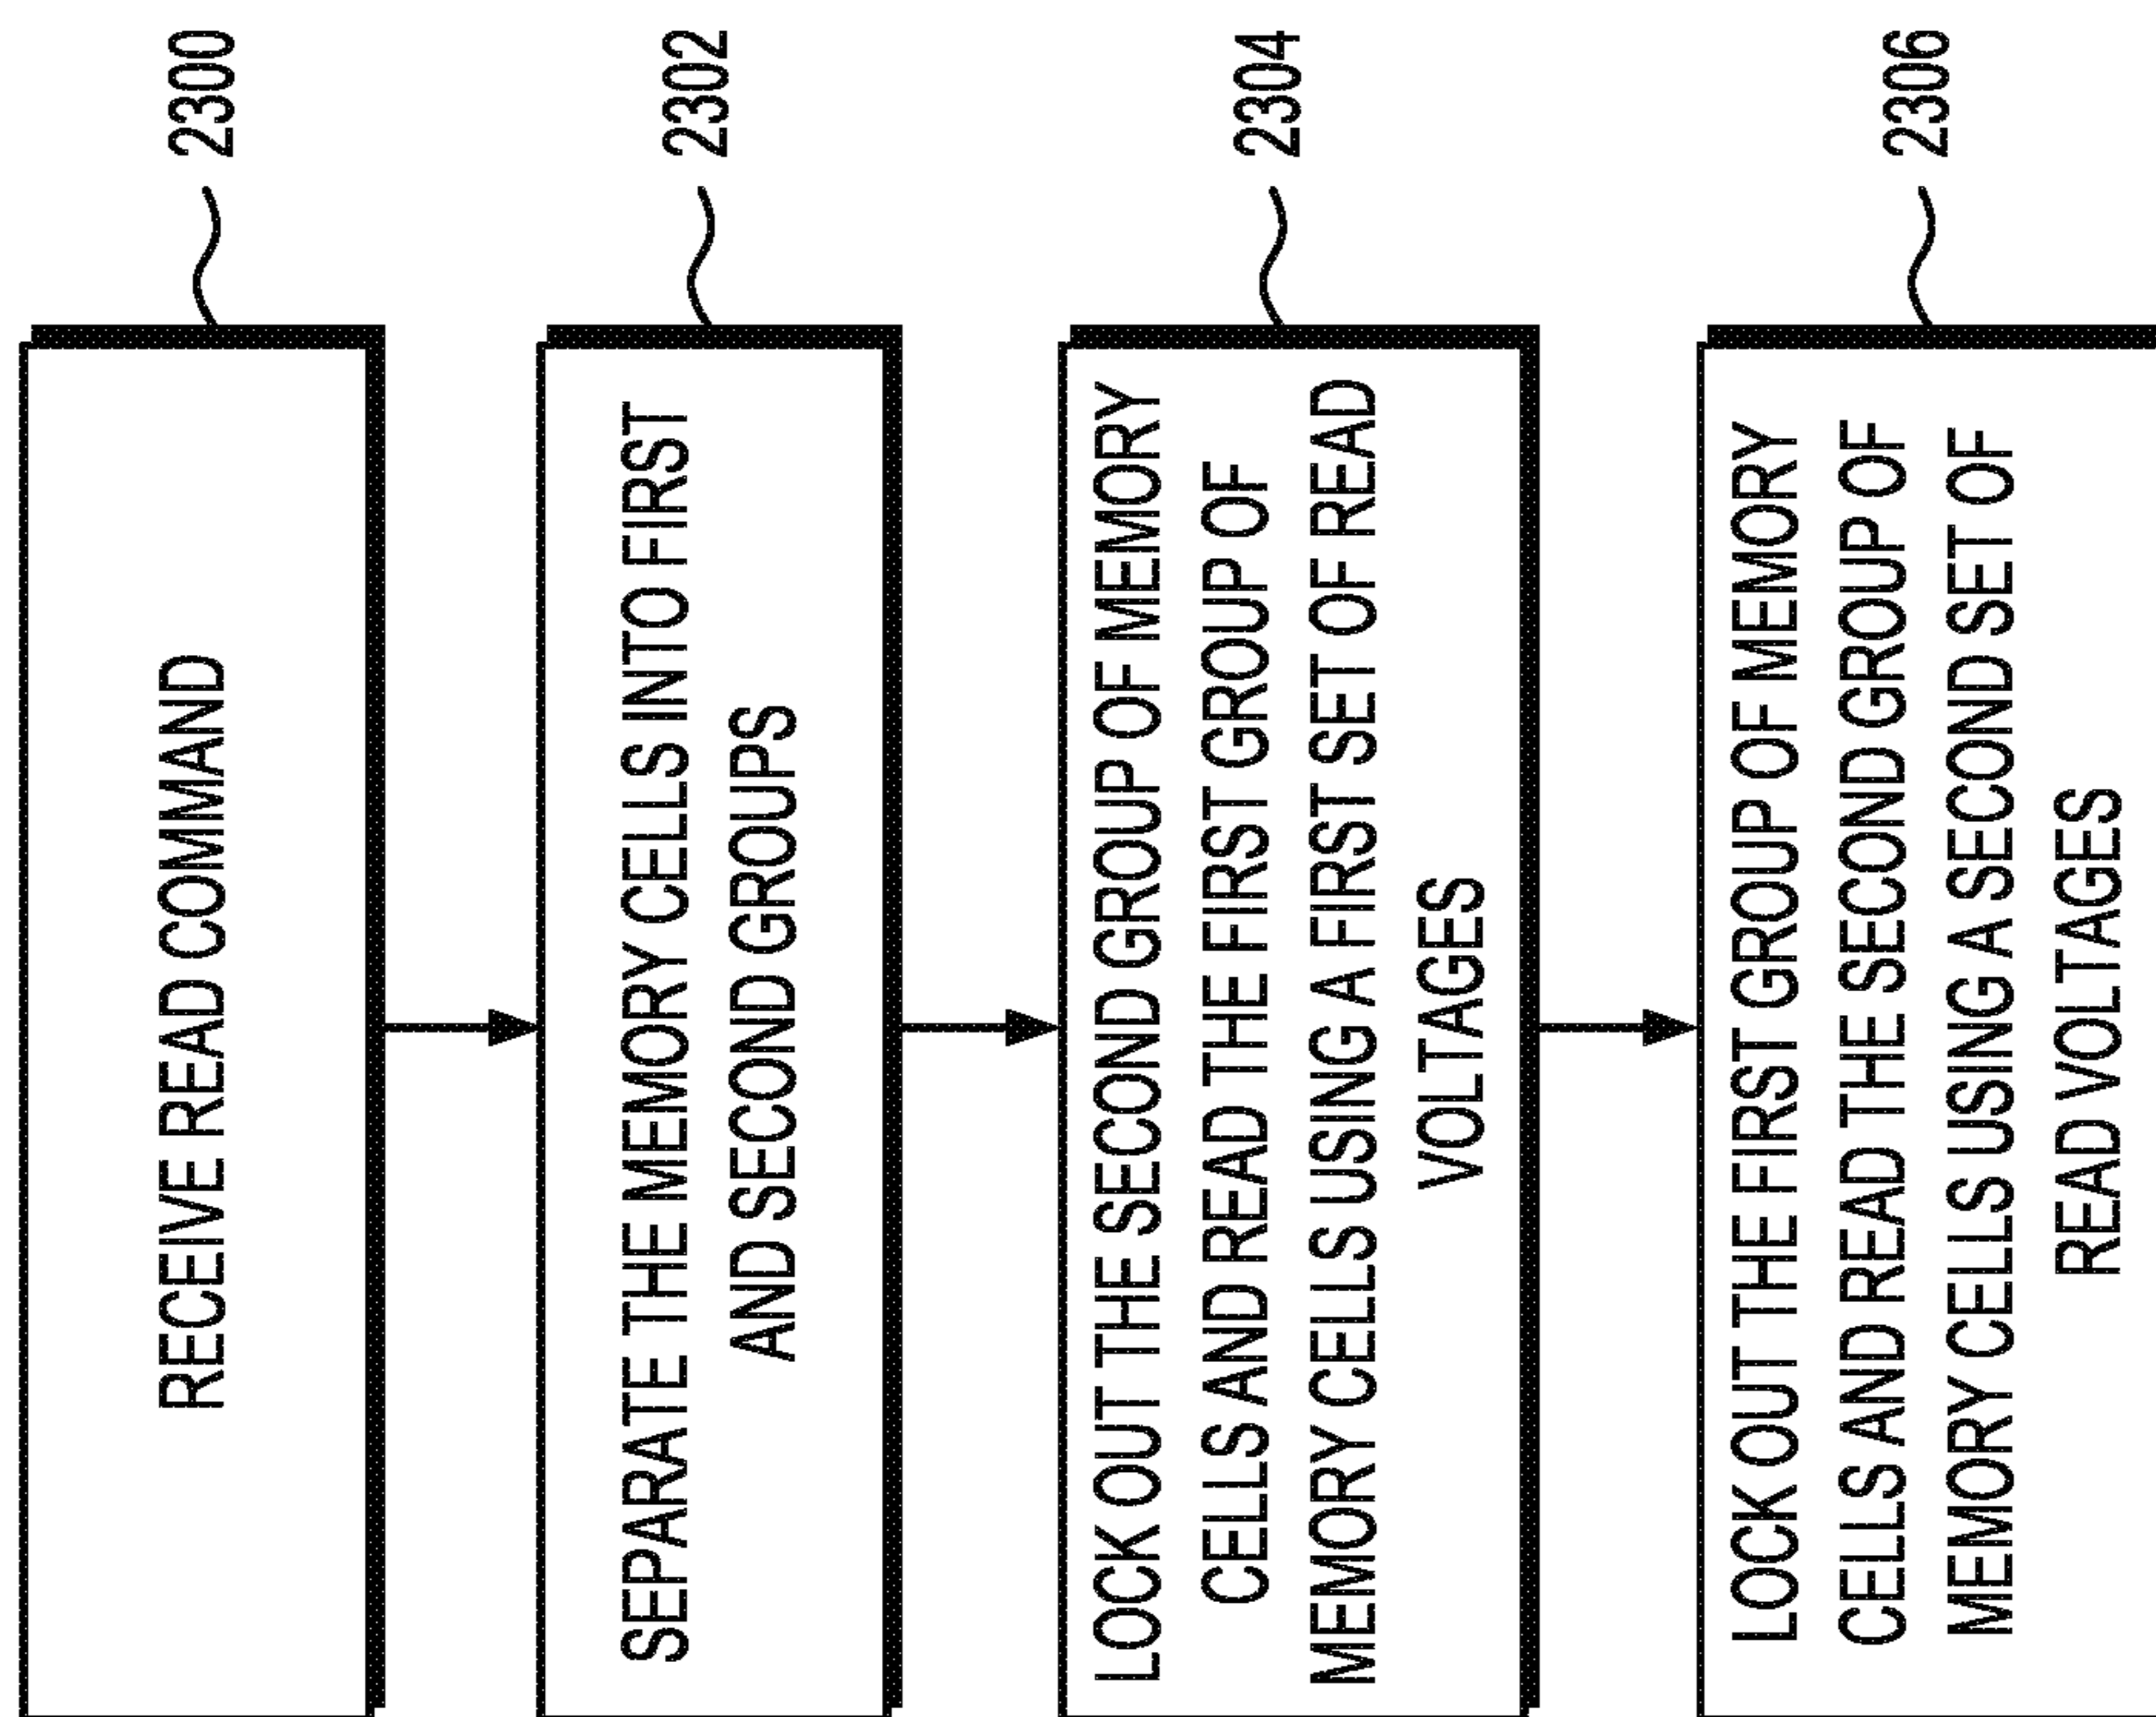 RECEIVE READ COMMAND
2300
SEPARATE THE MEMORY CELLS INTO FIRST
AND SECOND GROUPS
2302
LOCK OUT THE SECOND GROUP OF MEMORY
CELLS AND READ THE FIRST GROUP OF
MEMORY CELLS USING A FIRST SET OF READ
VOLTAGES
2304
LOCK OUT THE FIRST GROUP OF MEMORY
CELLS AND READ THE SECOND GROUP OF
MEMORY CELLS USING A SECOND SET OF
READ VOLTAGES
2306